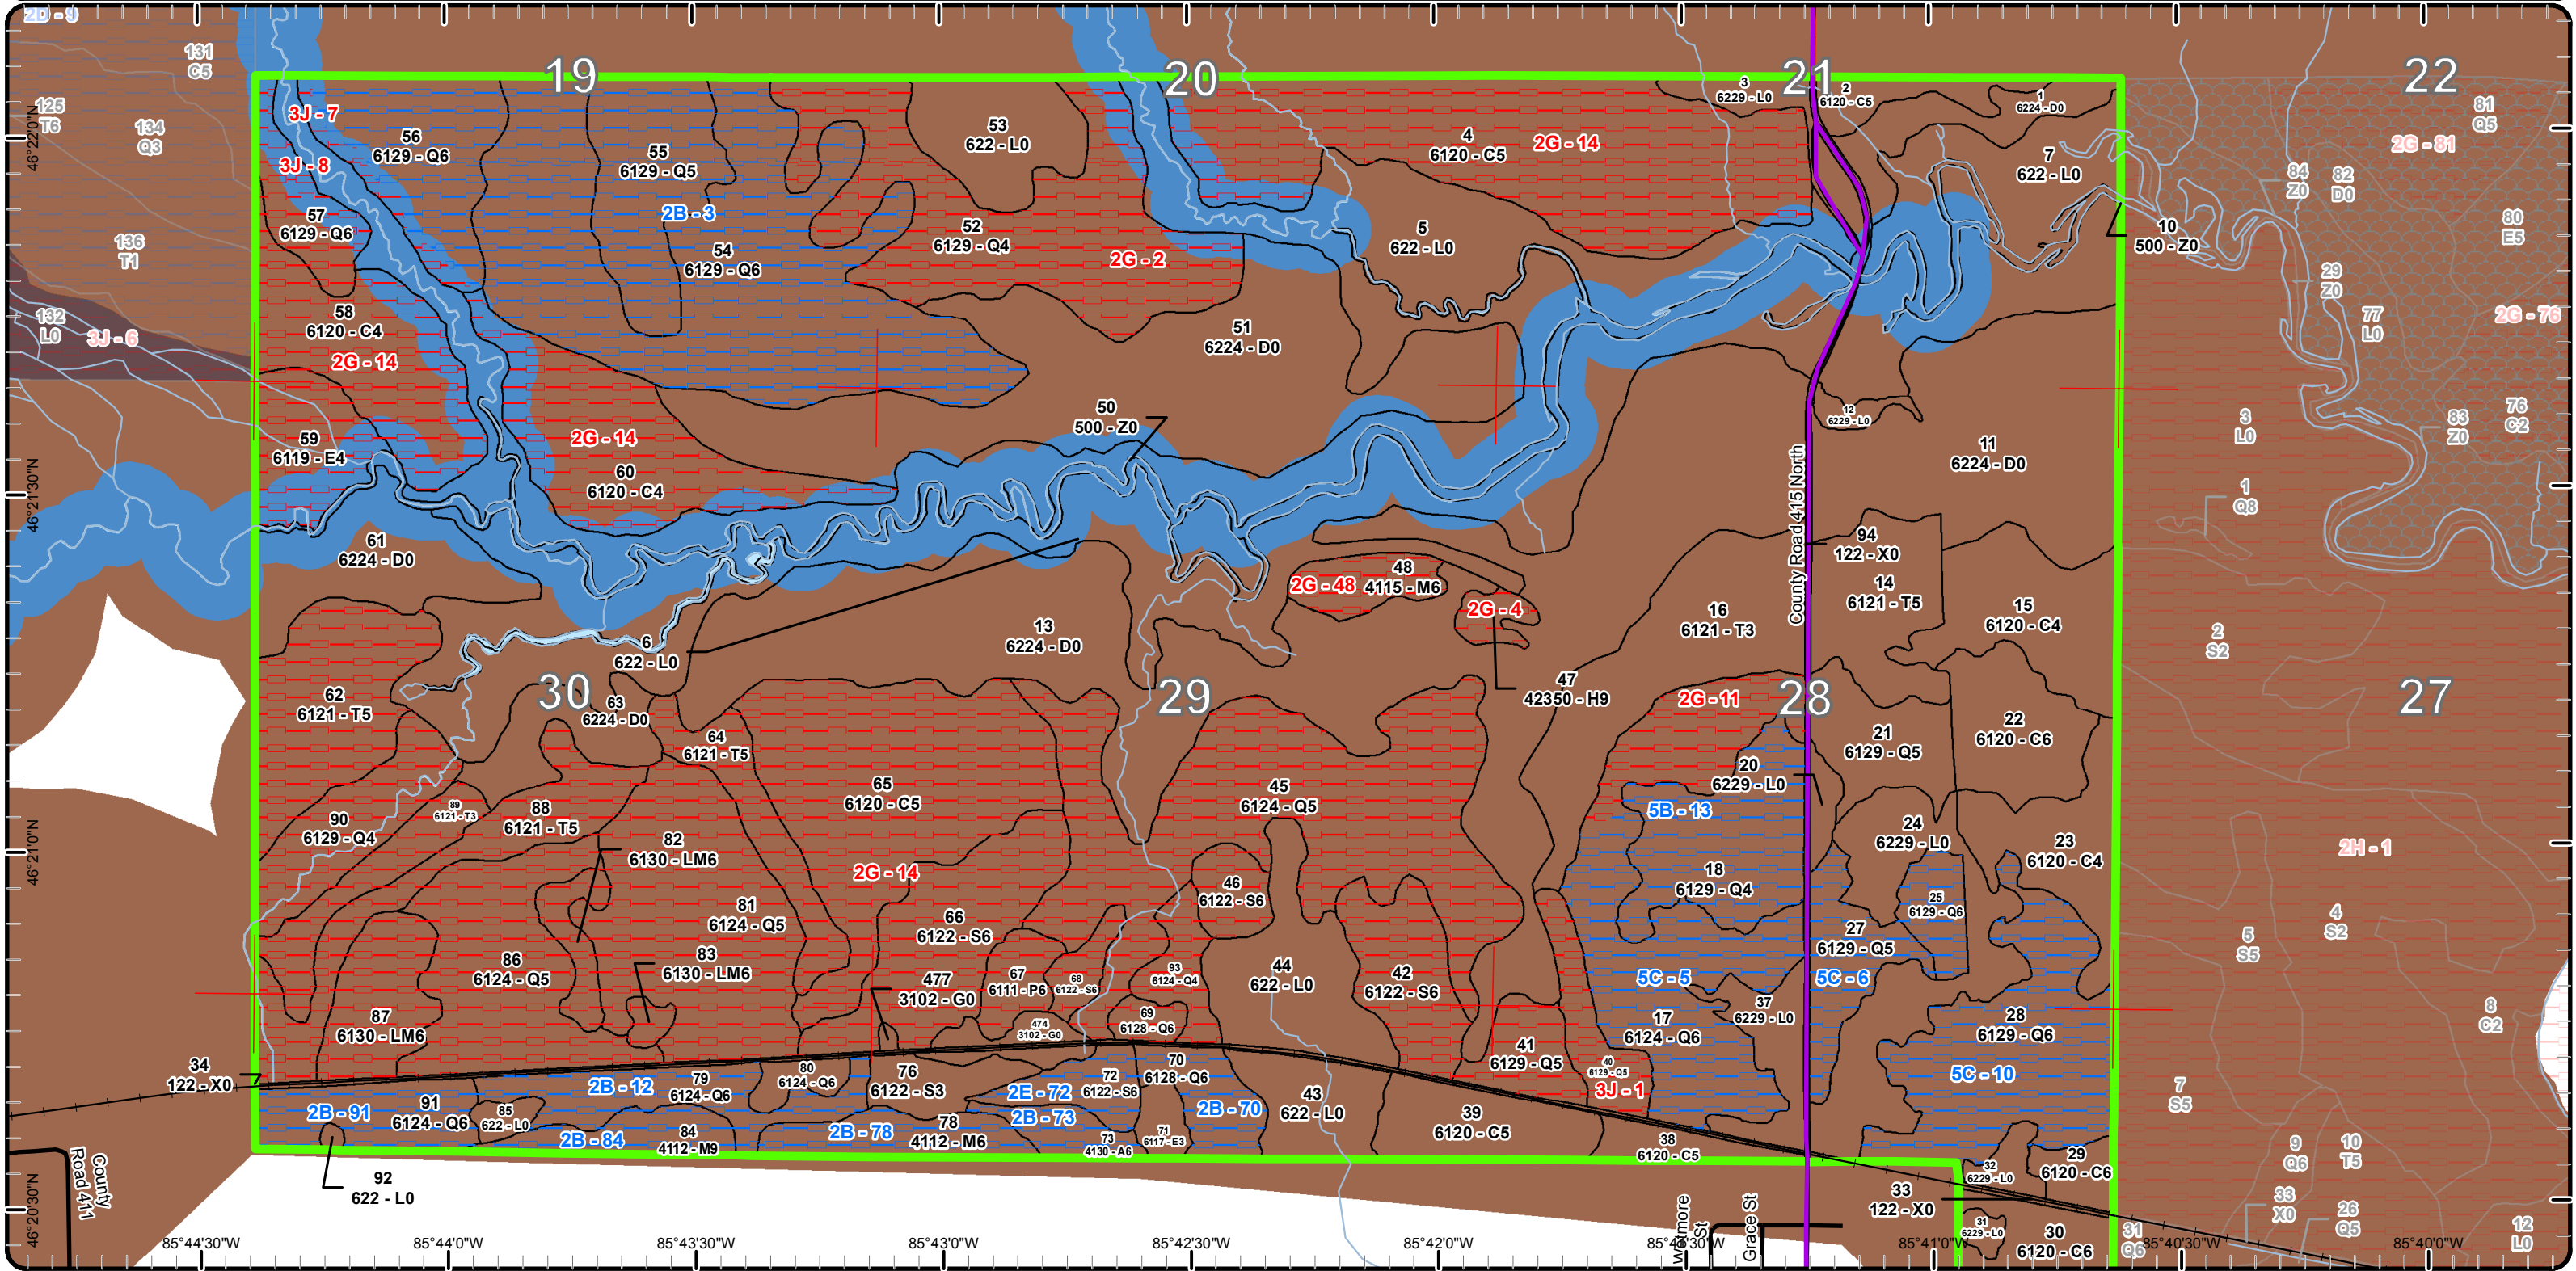 2D - 9
19
20
21
22
131
C5
125
T6
134
Q3
136
T1
132
L0
3J - 6
46°22'0"N
46°21'30"N
46°21'0"N
46°20'30"N
3J - 7
3J - 8
56
6129 - Q6
55
6129 - Q5
2B - 3
54
6129 - Q6
57
6129 - Q6
58
6120 - C4
2G - 14
59
6119 - E4
2G - 14
60
6120 - C4
61
6224 - D0
53
622 - L0
52
6129 - Q4
2G - 2
51
6224 - D0
50
500 - Z0
4
6120 - C5
2G - 14
5
622 - L0
3
6229 - L0
2
6120 - C5
1
6224 - D0
7
622 - L0
10
500 - Z0
12
6229 - L0
11
6224 - D0
County Road 415 North
94
122 - X0
14
6121 - T5
15
6120 - C4
16
6121 - T3
48
4115 - M6
2G - 48
2G - 4
47
42350 - H9
13
6224 - D0
6
622 - L0
62
6121 - T5
30
29
28
27
63
6224 - D0
64
6121 - T5
65
6120 - C5
45
6124 - Q5
2G - 11
20
6229 - L0
5B - 13
21
6129 - Q5
22
6120 - C6
24
6229 - L0
23
6120 - C4
90
6129 - Q4
89
6121 - T3
88
6121 - T5
82
6130 - LM6
2G - 14
46
6122 - S6
18
6129 - Q4
25
6129 - Q6
27
6129 - Q5
81
6124 - Q5
66
6122 - S6
86
6124 - Q5
83
6130 - LM6
477
3102 - G0
67
6111 - P6
68
6122 - S6
93
6124 - Q4
44
622 - L0
42
6122 - S6
5C - 5
5C - 6
37
6229 - L0
17
6124 - Q6
28
6129 - Q6
5C - 10
87
6130 - LM6
474
3102 - G0
69
6128 - Q6
41
6129 - Q5
40
6129 - Q5
3J - 1
34
122 - X0
2B - 91
91
6124 - Q6
85
622 - L0
2B - 12
79
6124 - Q6
80
6124 - Q6
76
6122 - S3
2E - 72
72
6122 - S6
70
6128 - Q6
2B - 73
2B - 70
2B - 84
84
4112 - M9
2B - 78
78
4112 - M6
73
4130 - A6
71
6117 - E3
43
622 - L0
39
6120 - C5
38
6120 - C5
32
6229 - L0
29
6120 - C6
33
122 - X0
31
6229 - L0
30
6120 - C6
92
622 - L0
County
Road 411
Grace St
81
Q5
2G - 81
84
Z0
82
D0
80
E5
29
Z0
77
L0
2G - 76
3
L0
83
Z0
76
C2
1
Q8
2
S2
2H - 1
4
S2
5
S5
8
C2
7
S5
9
Q6
10
T5
33
X0
26
Q5
12
L0
31
Q6
85°44'30"W
85°44'0"W
85°43'30"W
85°43'0"W
85°42'30"W
85°42'0"W
85°41'0"W
85°40'30"W
85°40'0"W